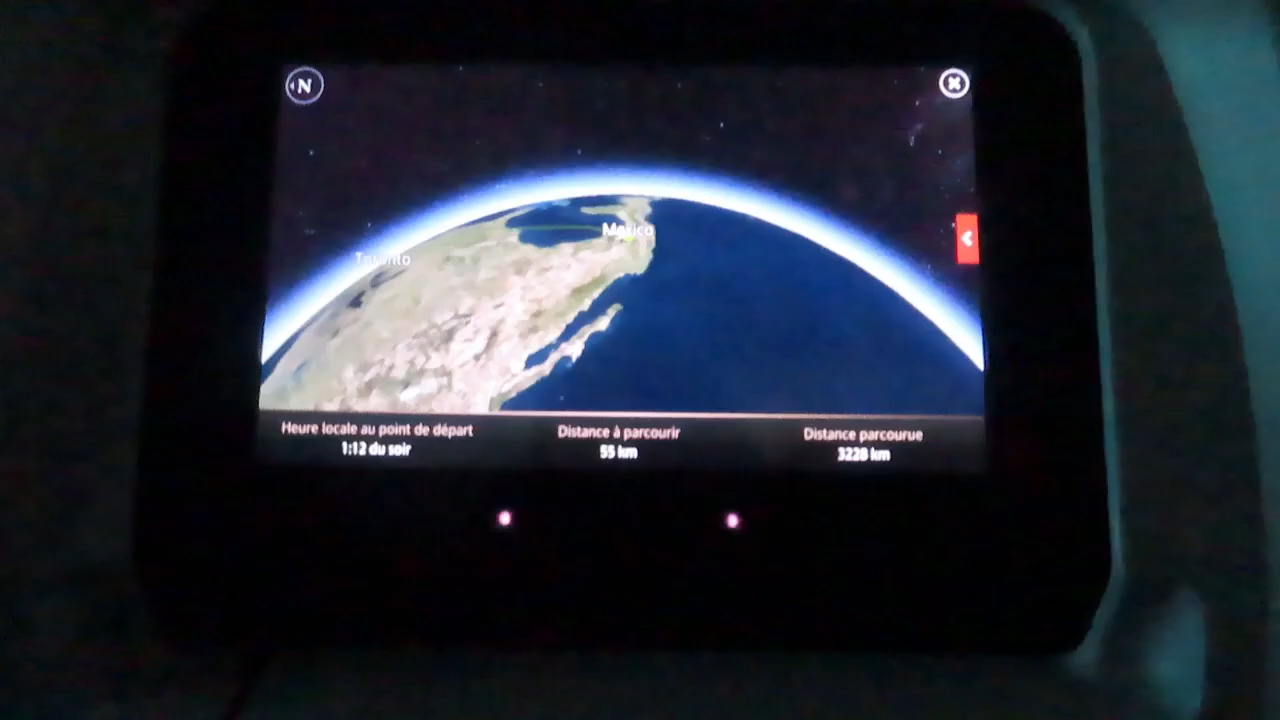 N
Mexico
Toronto
Heure locale au point de départ
1:12 du soir
Distance à parcourir
55 km
Distance parcourue
3228 km